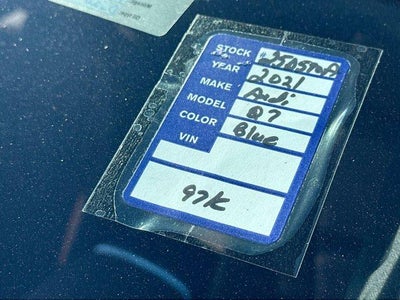 STOCK
YEAR 2021
MAKE Audi
MODEL Q7
COLOR Blue
VIN
97K